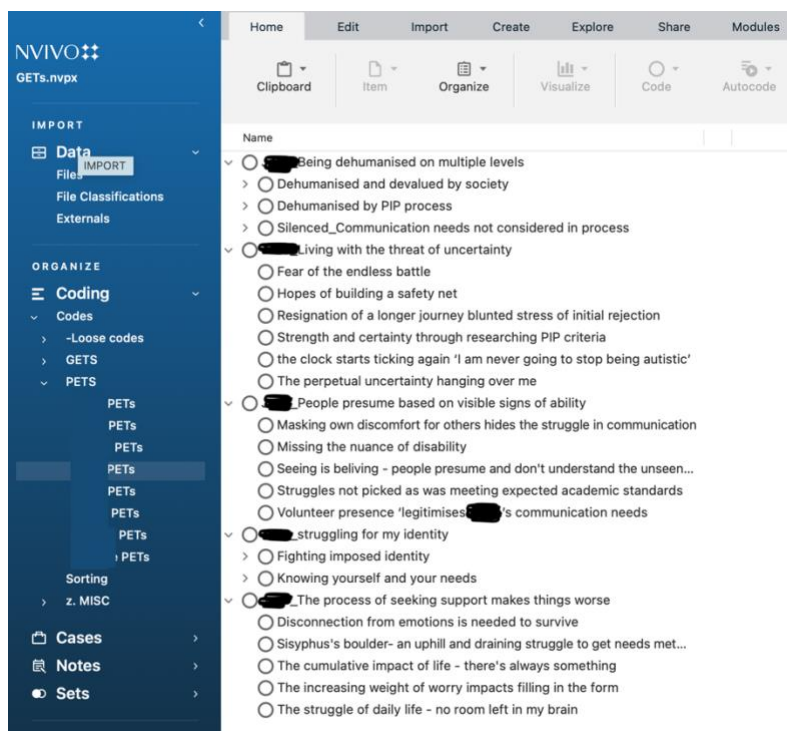 NVIVO
GETs.nvpx
IMPORT
Data
IMPORT
Files
File Classifications
Externals
ORGANIZE
Coding
Codes
-Loose codes
GETS
PETS
PETs
PETs
PETs
PETs
PETs
PETs
PETs
PETs
Sorting
z. MISC
Cases
Notes
Sets
Home Edit Import Create Explore Share Modules
Clipboard Item Organize Visualize Code Autocode
Name
Being dehumanised on multiple levels
Dehumanised and devalued by society
Dehumanised by PIP process
Silenced_Communication needs not considered in process
_Living with the threat of uncertainty
Fear of the endless battle
Hopes of building a safety net
Resignation of a longer journey blunted stress of initial rejection
Strength and certainty through researching PIP criteria
the clock starts ticking again 'I am never going to stop being autistic'
The perpetual uncertainty hanging over me
_People presume based on visible signs of ability
Masking own discomfort for others hides the struggle in communication
Missing the nuance of disability
Seeing is beliving - people presume and don't understand the unseen...
Struggles not picked as was meeting expected academic standards
Volunteer presence 'legitimises 's communication needs
_struggling for my identity
Fighting imposed identity
Knowing yourself and your needs
_The process of seeking support makes things worse
Disconnection from emotions is needed to survive
Sisyphus's boulder- an uphill and draining struggle to get needs met...
The cumulative impact of life - there's always something
The increasing weight of worry impacts filling in the form
The struggle of daily life - no room left in my brain